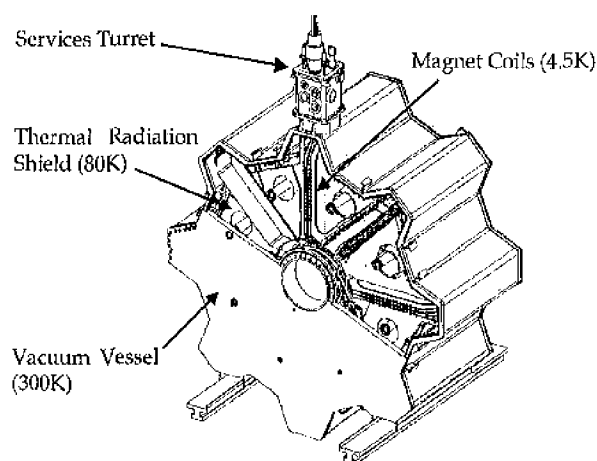 Services Turret
Magnet Coils (4.5K)
Thermal Radiation
Shield (80K)
Vacuum Vessel
(300K)